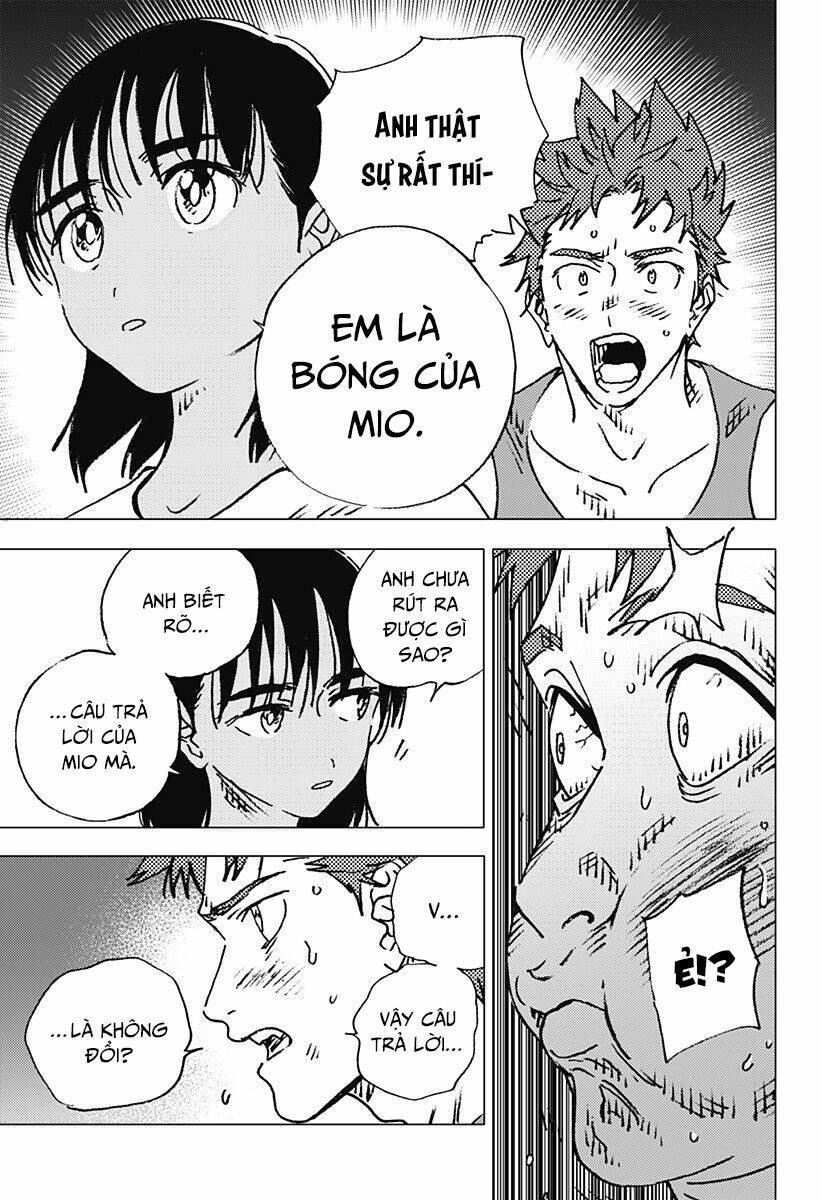 ANH THẬT
SỰ RẤT THÍ-
EM LÀ
BÓNG CỦA
MIO.
Ẻ!?
ANH CHƯA
RÚT RA
ĐƯỢC GÌ
SAO?
ANH BIẾT
RÕ...
...CÂU TRẢ
LỜI CỦA
MIO MÀ.
V...
VẬY CÂU
TRẢ LỜI...
...LÀ KHÔNG
ĐỔI?